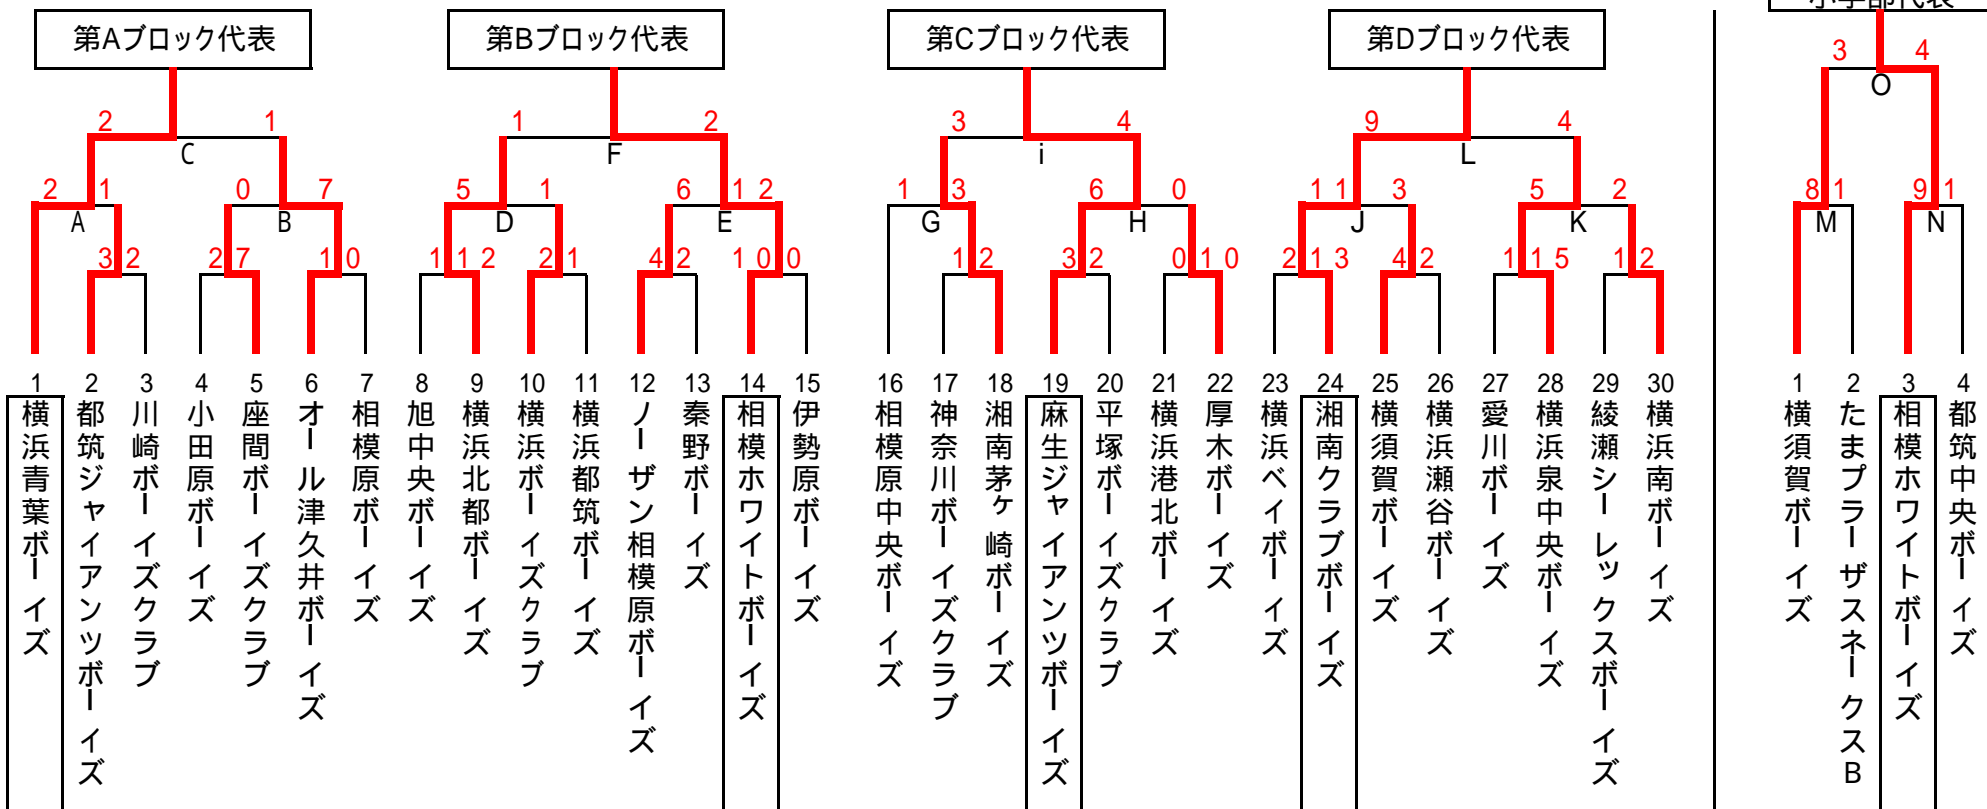 小学部代表
第Aブロック代表 第Bブロック代表 第Cブロック代表 第Dブロック代表
3 4
O
2 1 1 2 3 4 9 4
C F i L
2 1 0 7 5 1 6 12 1 3 6 0 11 3 5 2 8 1 9 1
A B D E G H J K M N
3 2 2 7 1 0 1 12 2 1 4 2 10 0 1 2 3 2 0 10 2 13 4 2 1 15 1 2
1 2 3 4 5 6 7 8 9 10 11 12 13 14 15 16 17 18 19 20 21 22 23 24 25 26 27 28 29 30 1 2 3 4
横浜青葉ボーイズ
都筑ジャイアンツボーイズ
川崎ボーイズクラブ
小田原ボーイズ
座間ボーイズクラブ
オール津久井ボーイズ
相模原ボーイズ
旭中央ボーイズ
横浜北都ボーイズ
横浜ボーイズクラブ
横浜都筑ボーイズ
ノーザン相模原ボーイズ
秦野ボーイズ
相模ホワイトボーイズ
伊勢原ボーイズ
相模原中央ボーイズ
神奈川ボーイズクラブ
湘南茅ヶ崎ボーイズ
麻生ジャイアンツボーイズ
平塚ボーイズクラブ
横浜港北ボーイズ
厚木ボーイズ
横浜ベイボーイズ
湘南クラブボーイズ
横須賀ボーイズ
横浜瀬谷ボーイズ
愛川ボーイズ
横浜泉中央ボーイズ
綾瀬シーレックスボーイズ
横浜南ボーイズ
横須賀ボーイズ
たまプラーザスネークスB
相模ホワイトボーイズ
都筑中央ボーイズ